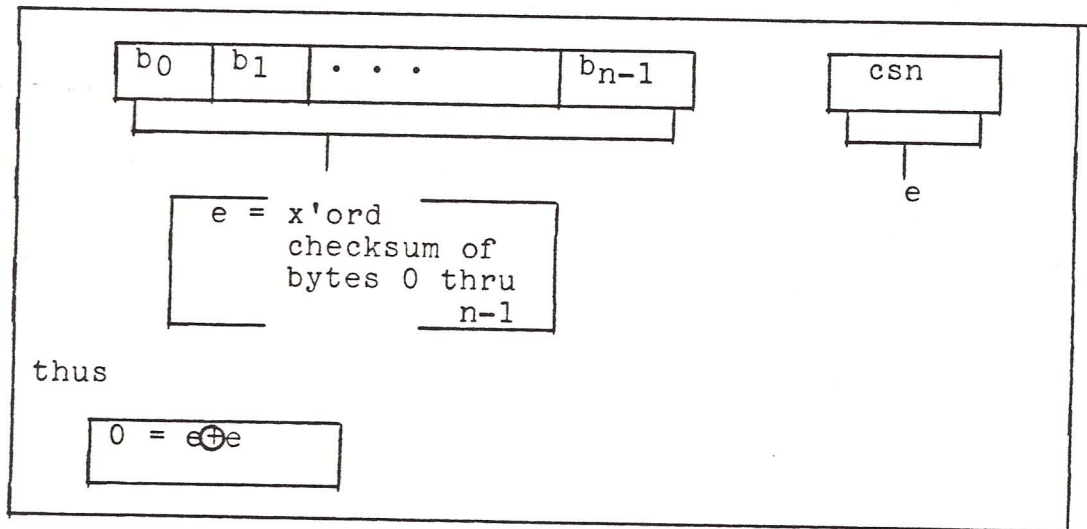 b0 b1 . . . bn-1 csn
e
e = x'ord
checksum of
bytes 0 thru
n-1
thus
0 = e⊕e